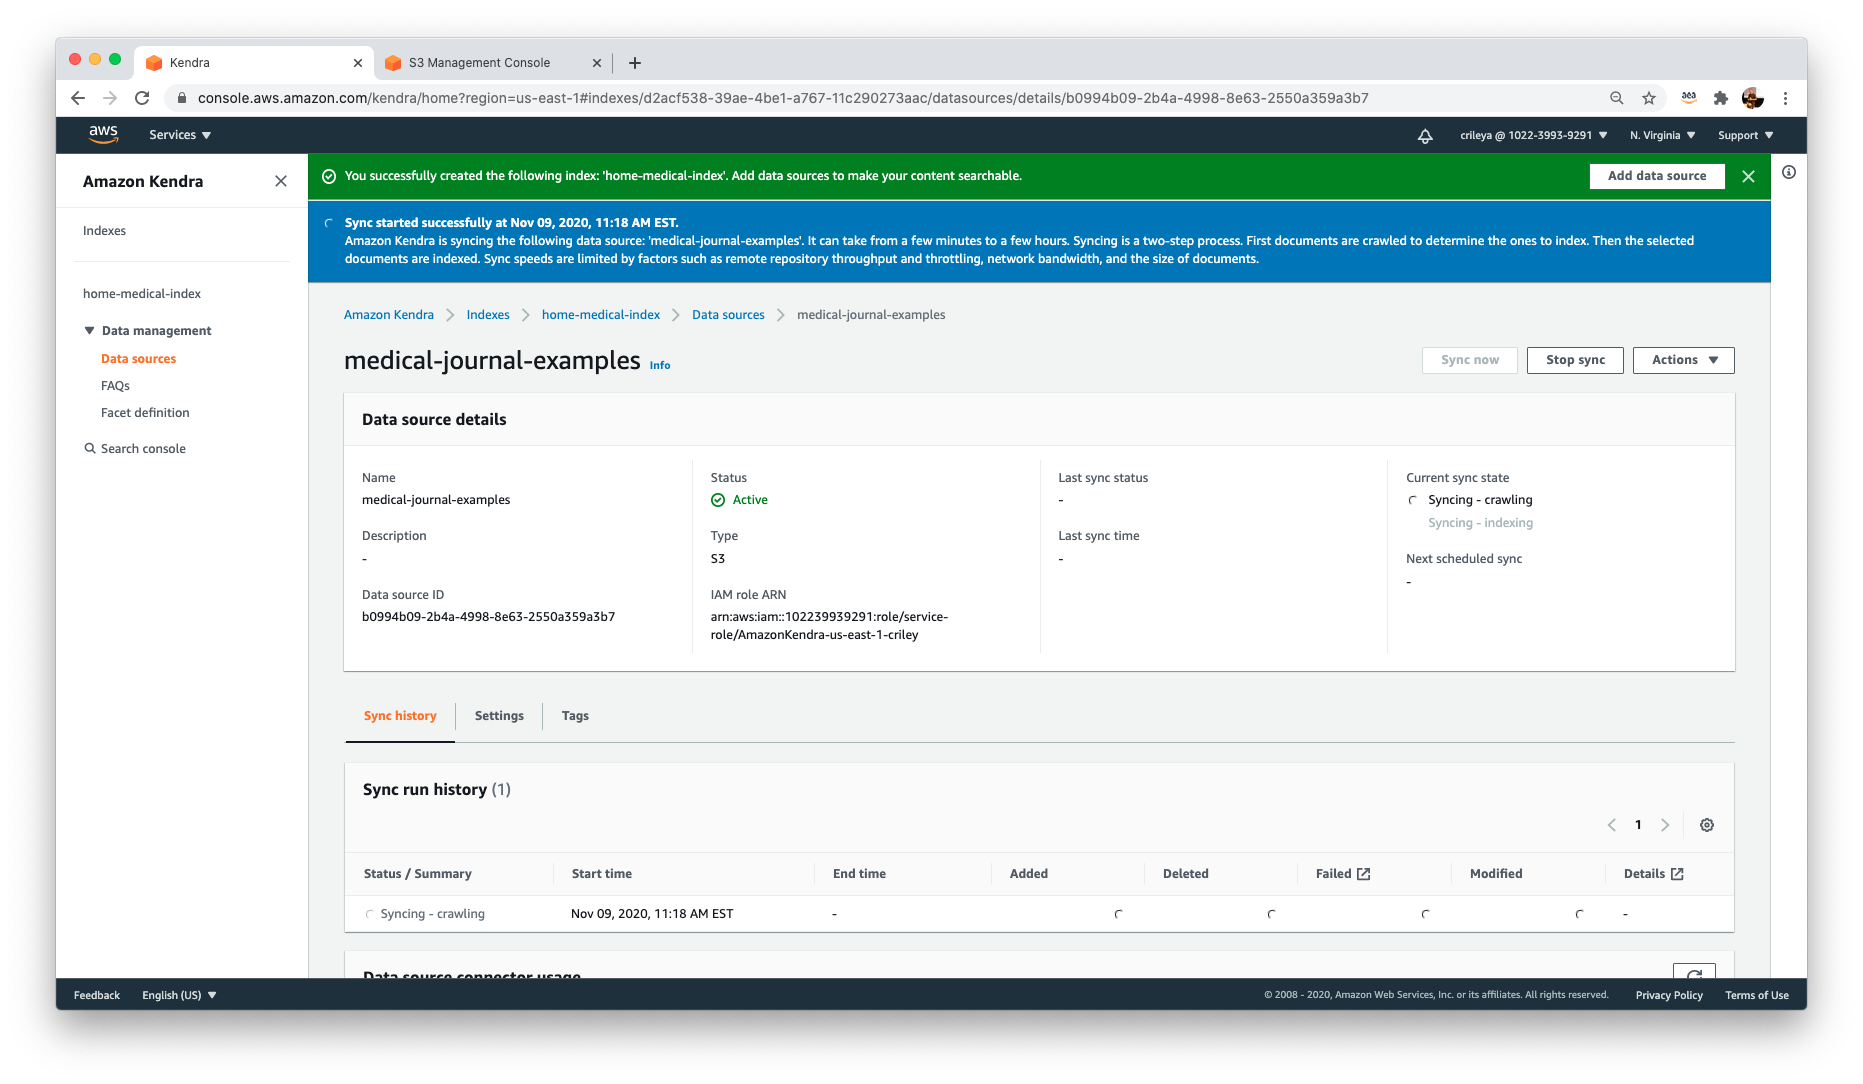 Kendra
S3 Management Console
console.aws.amazon.com/kendra/home?region=us-east-1#indexes/d2acf538-39ae-4be1-a767-11c290273aac/datasources/details/b0994b09-2b4a-4998-8e63-2550a359a3b7
aws
Services
crileya @ 1022-3993-9291
N. Virginia
Support
Amazon Kendra
You successfully created the following index: 'home-medical-index'. Add data sources to make your content searchable.
Add data source
Indexes
Sync started successfully at Nov 09, 2020, 11:18 AM EST.
Amazon Kendra is syncing the following data source: 'medical-journal-examples'. It can take from a few minutes to a few hours. Syncing is a two-step process. First documents are crawled to determine the ones to index. Then the selected
documents are indexed. Sync speeds are limited by factors such as remote repository throughput and throttling, network bandwidth, and the size of documents.
home-medical-index
Data management
Data sources
FAQs
Facet definition
Search console
Amazon Kendra
Indexes
home-medical-index
Data sources
medical-journal-examples
medical-journal-examples
Info
Sync now
Stop sync
Actions
Data source details
Name
medical-journal-examples
Description
-
Data source ID
b0994b09-2b4a-4998-8e63-2550a359a3b7
Status
Active
Type
S3
IAM role ARN
arn:aws:iam::102239939291:role/service-
role/AmazonKendra-us-east-1-criley
Last sync status
-
Last sync time
-
Current sync state
Syncing - crawling
Syncing - indexing
Next scheduled sync
-
Sync history
Settings
Tags
Sync run history (1)
1
Status / Summary
Start time
End time
Added
Deleted
Failed
Modified
Details
Syncing - crawling
Nov 09, 2020, 11:18 AM EST
-
-
Data source connector usage
Feedback
English (US)
© 2008 - 2020, Amazon Web Services, Inc. or its affiliates. All rights reserved.
Privacy Policy
Terms of Use